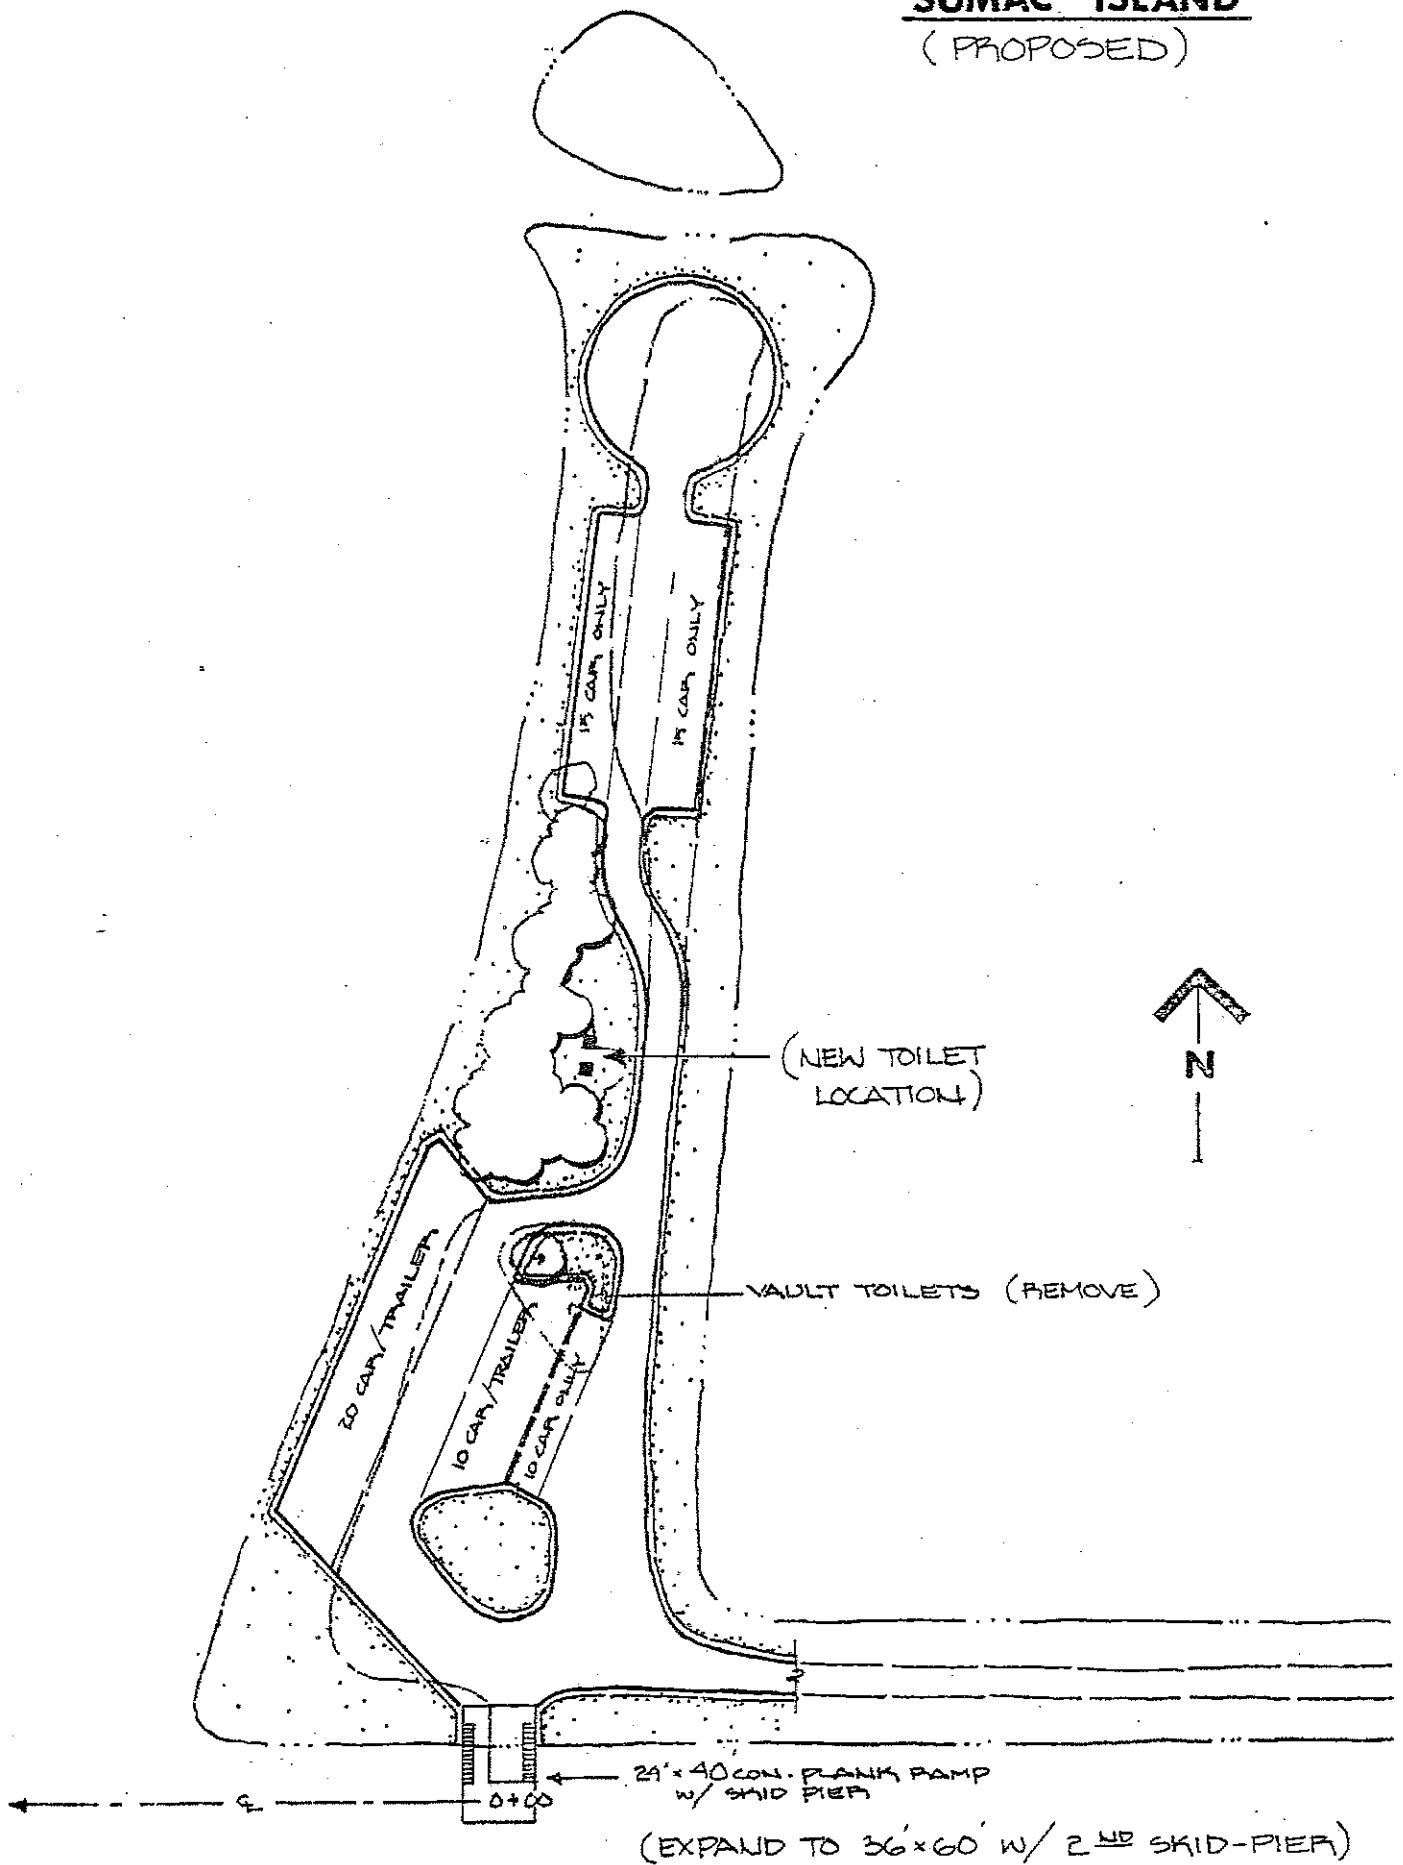 SUMAC ISLAND
(PROPOSED)
15 CAR ONLY
15 CAR ONLY
(NEW TOILET
LOCATION)
N
VAULT TOILETS (REMOVE)
20 CAR/TRAILER
10 CAR/TRAILER
10 CAR ONLY
24'x40' CON. PLANK RAMP
W/ SKID PIER
℄
0+00
(EXPAND TO 36'x60' W/ 2ND SKID-PIER)